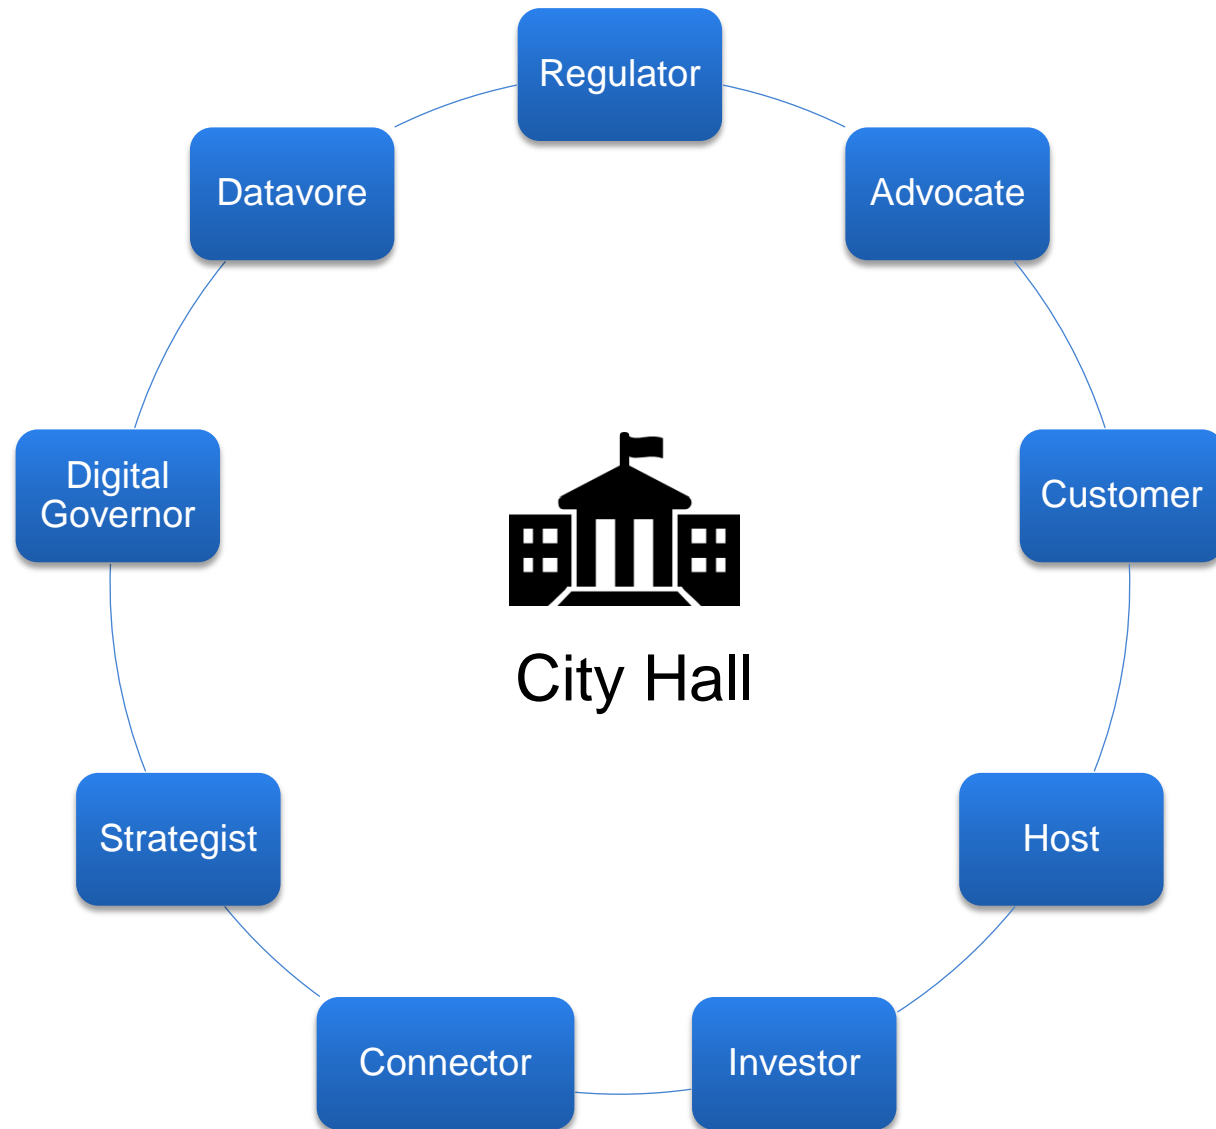 Regulator
Advocate
Customer
Host
Investor
Connector
Strategist
Digital
Governor
Datavore
City Hall